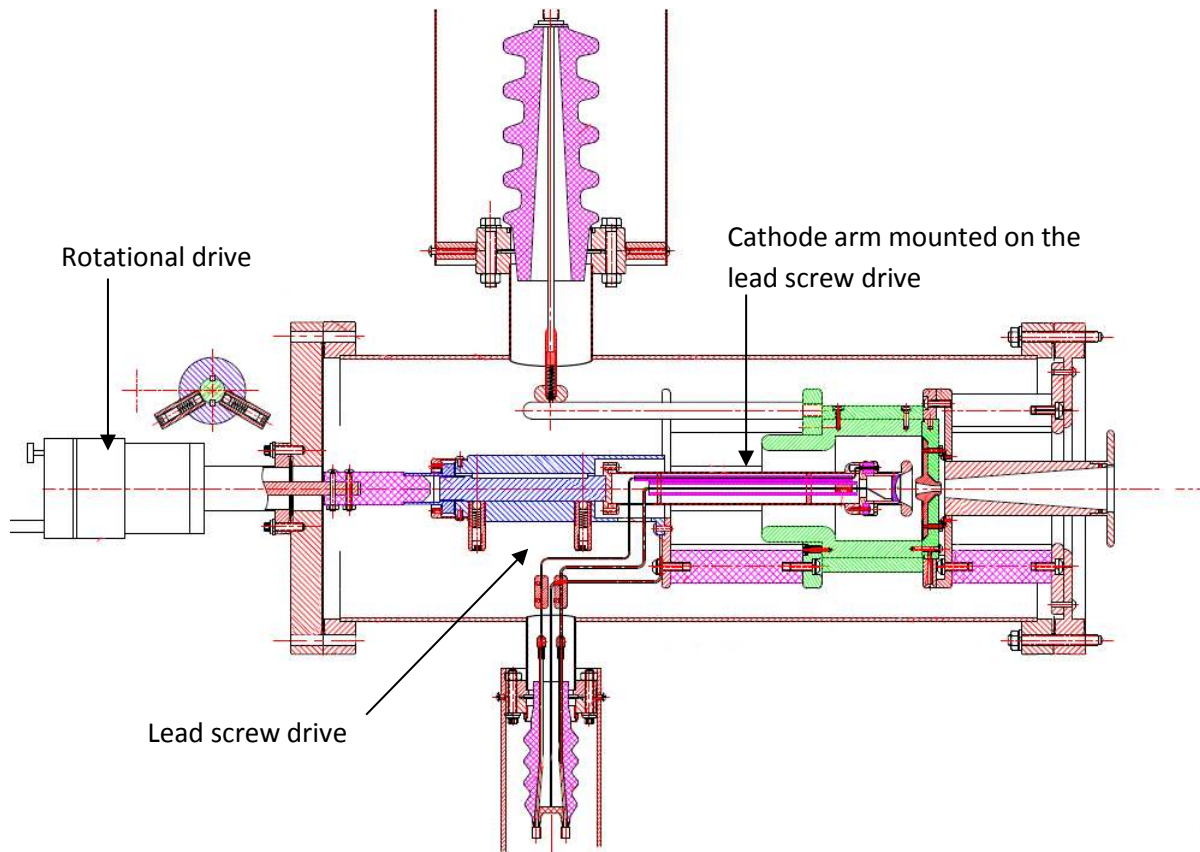 Rotational drive
Cathode arm mounted on the
lead screw drive
Lead screw drive